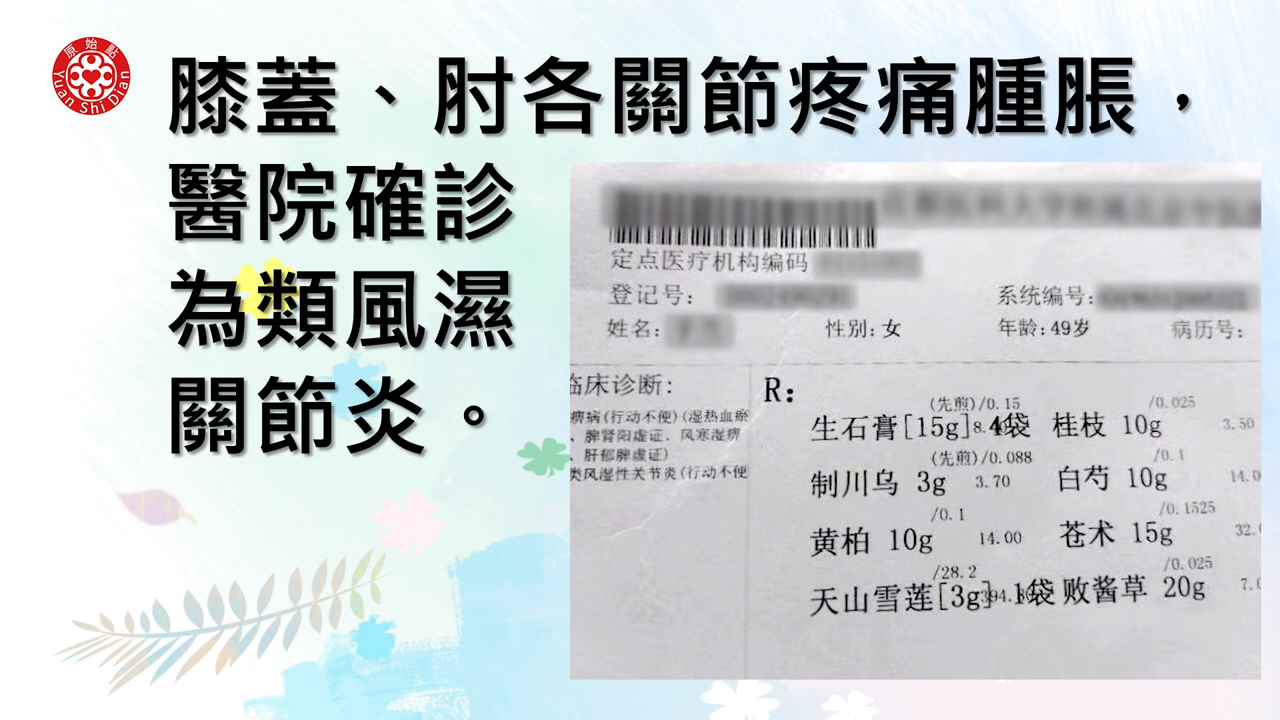 原始點
Yuan Shi Dian
膝蓋、肘各關節疼痛腫脹，
醫院確診
為類風濕
關節炎。
定点医疗机构编码
登记号：
系统编号：
姓名：
性别：女
年龄：49岁
病历号：
临床诊断：
痹病(行动不便)(湿热血瘀
、脾肾阳虚证、风寒湿痹
、肝郁脾虚证)
类风湿性关节炎(行动不便
R：
(先煎)/0.15
/0.025
生石膏[15g] 4袋
桂枝 10g
3.50
(先煎)/0.088
/0.1
制川乌 3g
3.70
白芍 10g
14.0
/0.1
/0.1525
黄柏 10g
14.00
苍术 15g
32.
/28.2
/0.025
天山雪莲[3g] 1袋
败酱草 20g
7.0